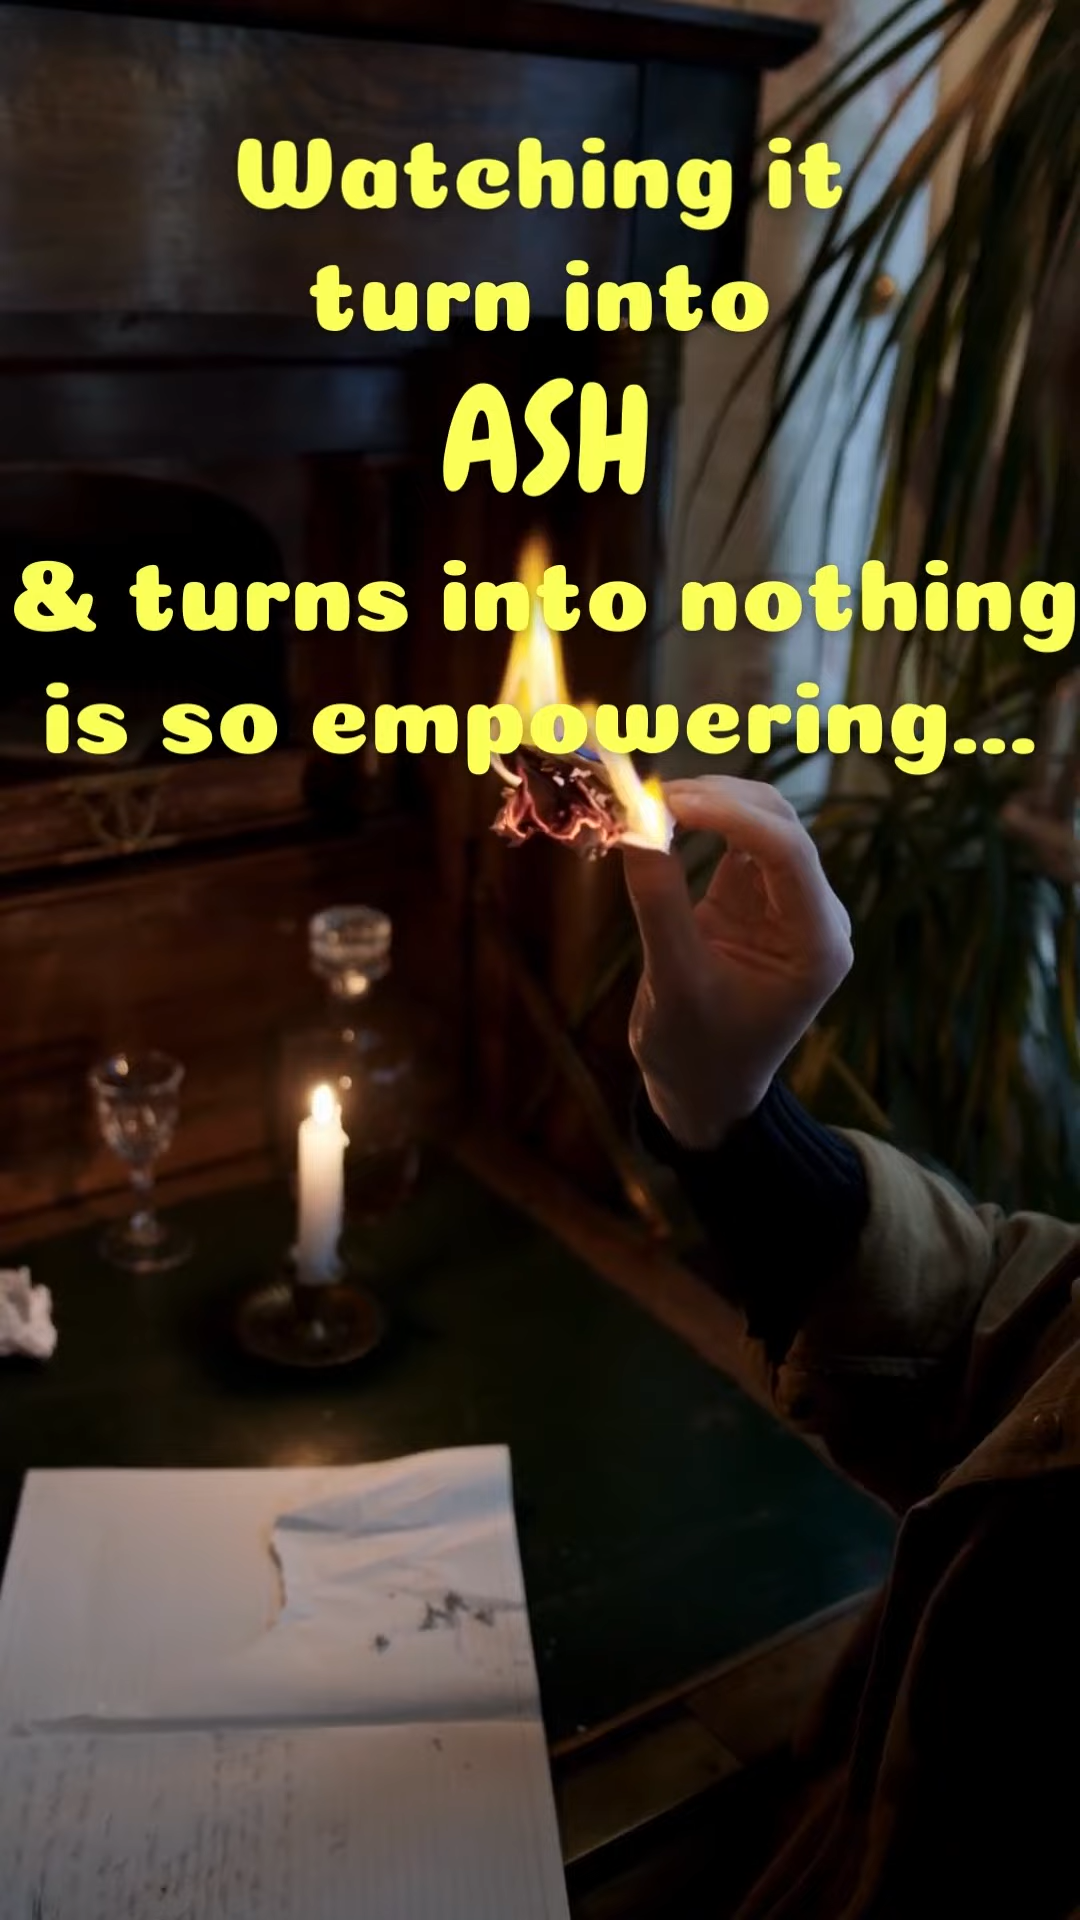 Watching it
turn into
ASH
& turns into nothing
is so empowering...